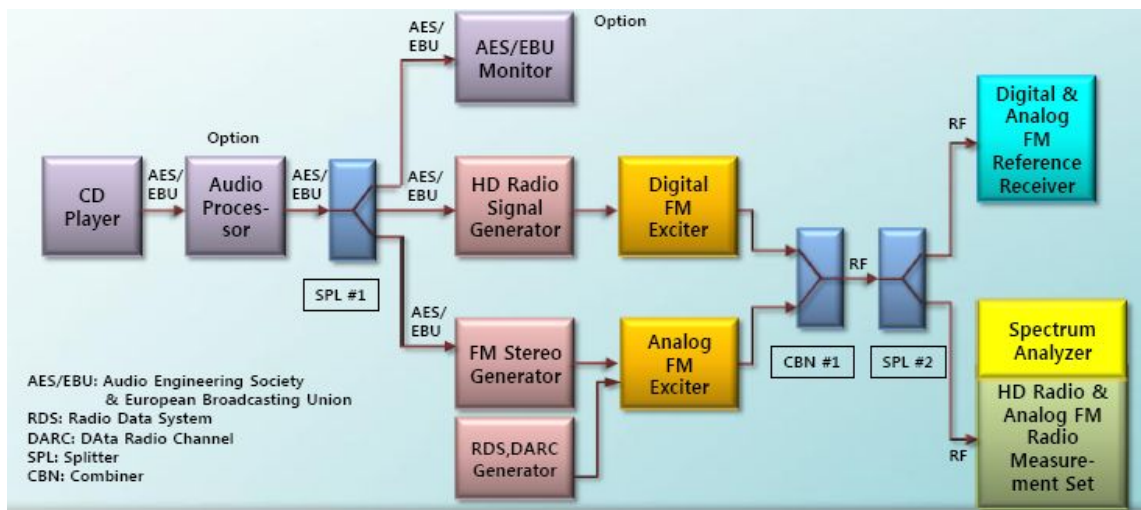 Option
AES/
EBU
AES/EBU
Monitor
Option
CD
Player
AES/
EBU
Audio
Proces-
sor
AES/
EBU
SPL #1
AES/
EBU
HD Radio
Signal
Generator
Digital
FM
Exciter
AES/
EBU
FM Stereo
Generator
Analog
FM
Exciter
RDS,DARC
Generator
CBN #1
RF
SPL #2
RF
Digital &
Analog
FM
Reference
Receiver
RF
Spectrum
Analyzer
HD Radio &
Analog FM
Radio
Measure-
ment Set
AES/EBU: Audio Engineering Society
& European Broadcasting Union
RDS: Radio Data System
DARC: DAta Radio Channel
SPL: Splitter
CBN: Combiner